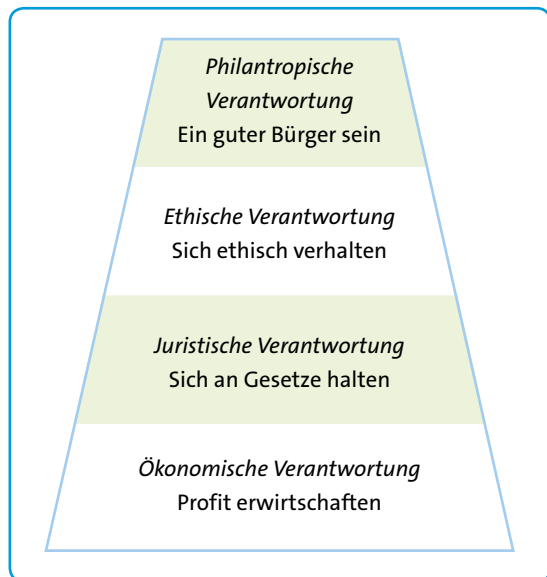 Philantropische
Verantwortung
Ein guter Bürger sein
Ethische Verantwortung
Sich ethisch verhalten
Juristische Verantwortung
Sich an Gesetze halten
Ökonomische Verantwortung
Profit erwirtschaften